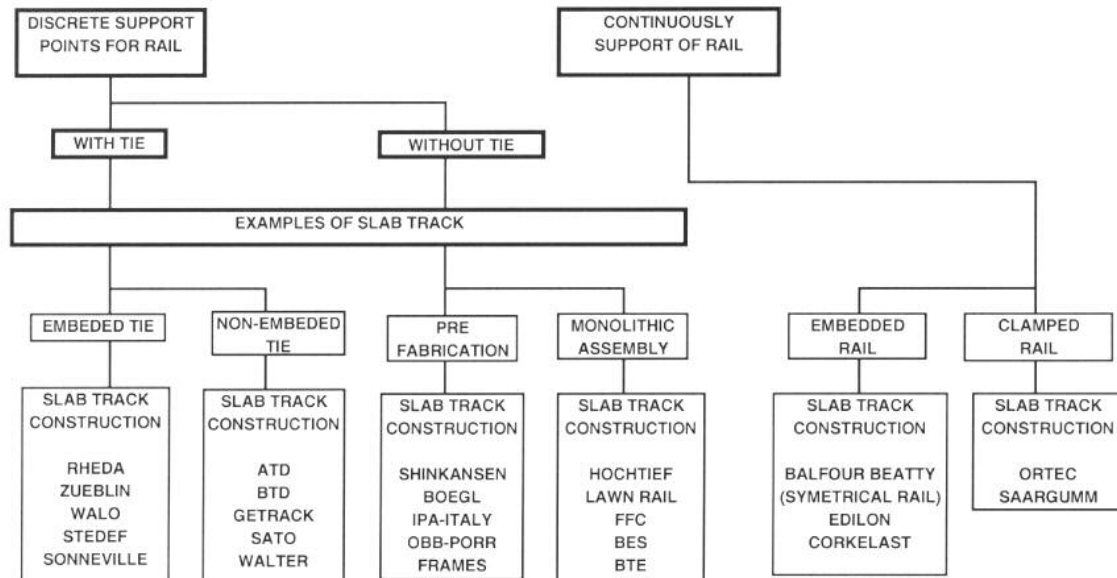 DISCRETE SUPPORT
POINTS FOR RAIL
CONTINUOUSLY
SUPPORT OF RAIL
WITH TIE
WITHOUT TIE
EXAMPLES OF SLAB TRACK
EMBEDED TIE
NON-EMBEDED
TIE
PRE
FABRICATION
MONOLITHIC
ASSEMBLY
EMBEDDED
RAIL
CLAMPED
RAIL
SLAB TRACK
CONSTRUCTION
RHEDA
ZUEBLIN
WALO
STEDEF
SONNEVILLE
SLAB TRACK
CONSTRUCTION
ATD
BTD
GETRACK
SATO
WALTER
SLAB TRACK
CONSTRUCTION
SHINKANSEN
BOEGL
IPA-ITALY
OBB-PORR
FRAMES
SLAB TRACK
CONSTRUCTION
HOCHTIEF
LAWN RAIL
FFC
BES
BTE
SLAB TRACK
CONSTRUCTION
BALFOUR BEATTY
(SYMETRICAL RAIL)
EDILON
CORKELAST
SLAB TRACK
CONSTRUCTION
ORTEC
SAARGUMM